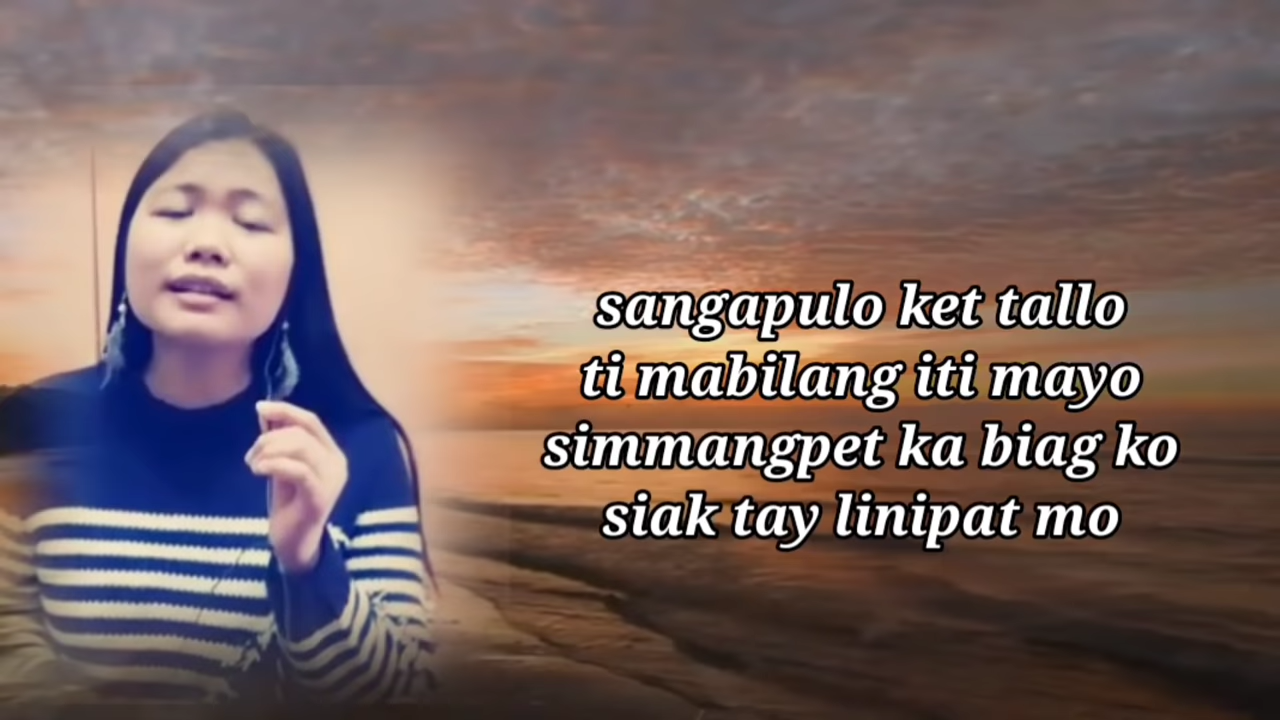 sangapulo ket tallo
ti mabilang iti mayo
simmangpet ka biag ko
siak tay linipat mo